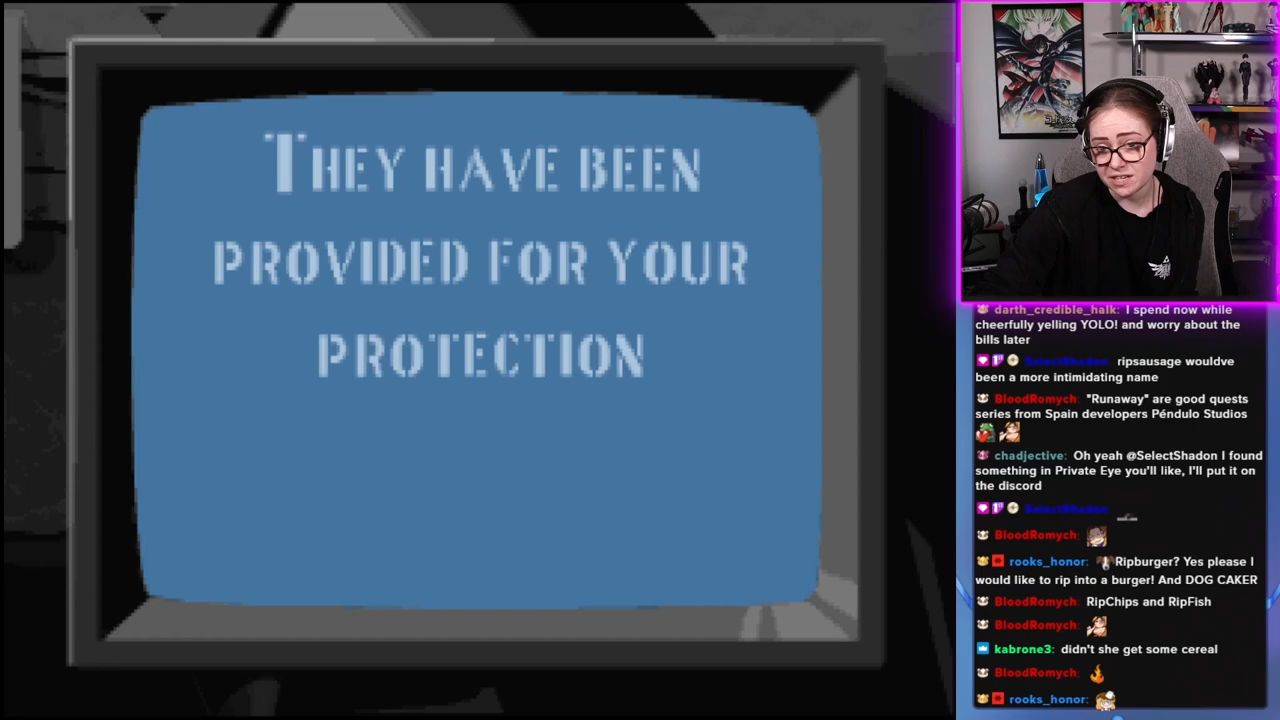 THEY HAVE BEEN
PROVIDED FOR YOUR
PROTECTION
darth_credible_halk: I spend now while
cheerfully yelling YOLO! and worry about the
bills later
SelectShadon ripsausage wouldve
been a more intimidating name
BloodRomych: "Runaway" are good quests
series from Spain developers Péndulo Studios
chadjective: Oh yeah @SelectShadon I found
something in Private Eye you'll like, I'll put it on
the discord
SelectShadon
BloodRomych:
rooks_honor: Ripburger? Yes please I
would like to rip into a burger! And DOG CAKER
BloodRomych: RipChips and RipFish
BloodRomych:
kabrone3: didn't she get some cereal
BloodRomych:
rooks_honor: